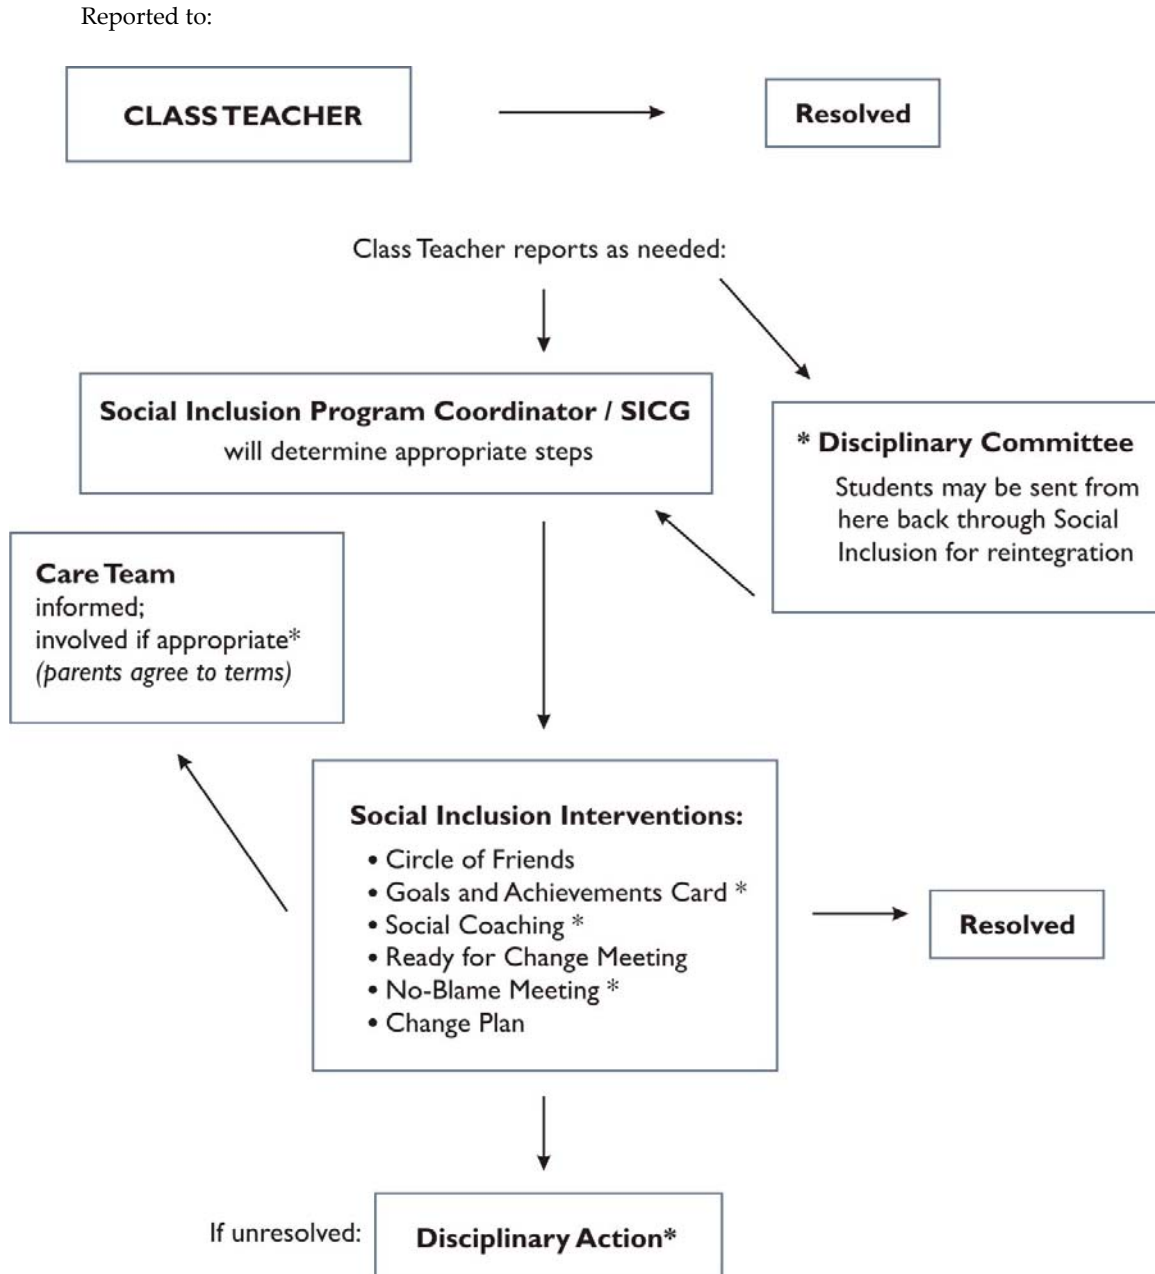 Reported to:
CLASS TEACHER
Resolved
Class Teacher reports as needed:
Social Inclusion Program Coordinator / SICG
will determine appropriate steps
* Disciplinary Committee
Students may be sent from
here back through Social
Inclusion for reintegration
Care Team
informed;
involved if appropriate*
(parents agree to terms)
Social Inclusion Interventions:
• Circle of Friends
• Goals and Achievements Card *
• Social Coaching *
• Ready for Change Meeting
• No-Blame Meeting *
• Change Plan
Resolved
If unresolved:
Disciplinary Action*